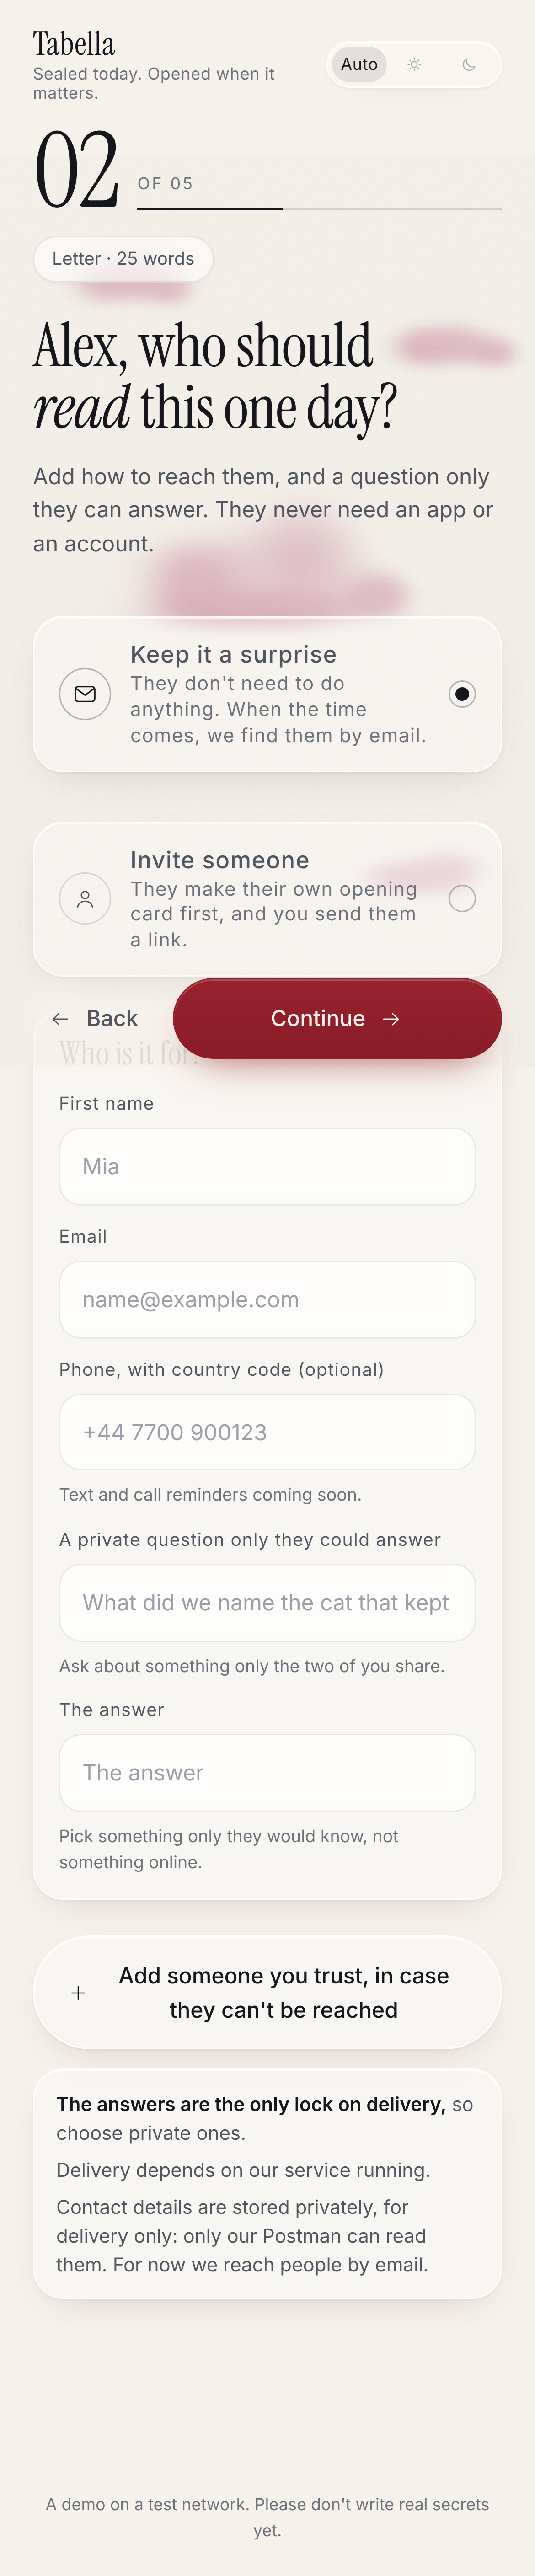 Tabella
Sealed today. Opened when it
matters.
Auto
02
OF 05
Letter · 25 words
Alex, who should
read this one day?
Add how to reach them, and a question only
they can answer. They never need an app or
an account.
Keep it a surprise
They don't need to do
anything. When the time
comes, we find them by email.
Invite someone
They make their own opening
card first, and you send them
a link.
Back
Continue
Who is it for?
First name
Mia
Email
name@example.com
Phone, with country code (optional)
+44 7700 900123
Text and call reminders coming soon.
A private question only they could answer
What did we name the cat that kept
Ask about something only the two of you share.
The answer
The answer
Pick something only they would know, not
something online.
Add someone you trust, in case
they can't be reached
The answers are the only lock on delivery, so
choose private ones.
Delivery depends on our service running.
Contact details are stored privately, for
delivery only: only our Postman can read
them. For now we reach people by email.
A demo on a test network. Please don't write real secrets
yet.